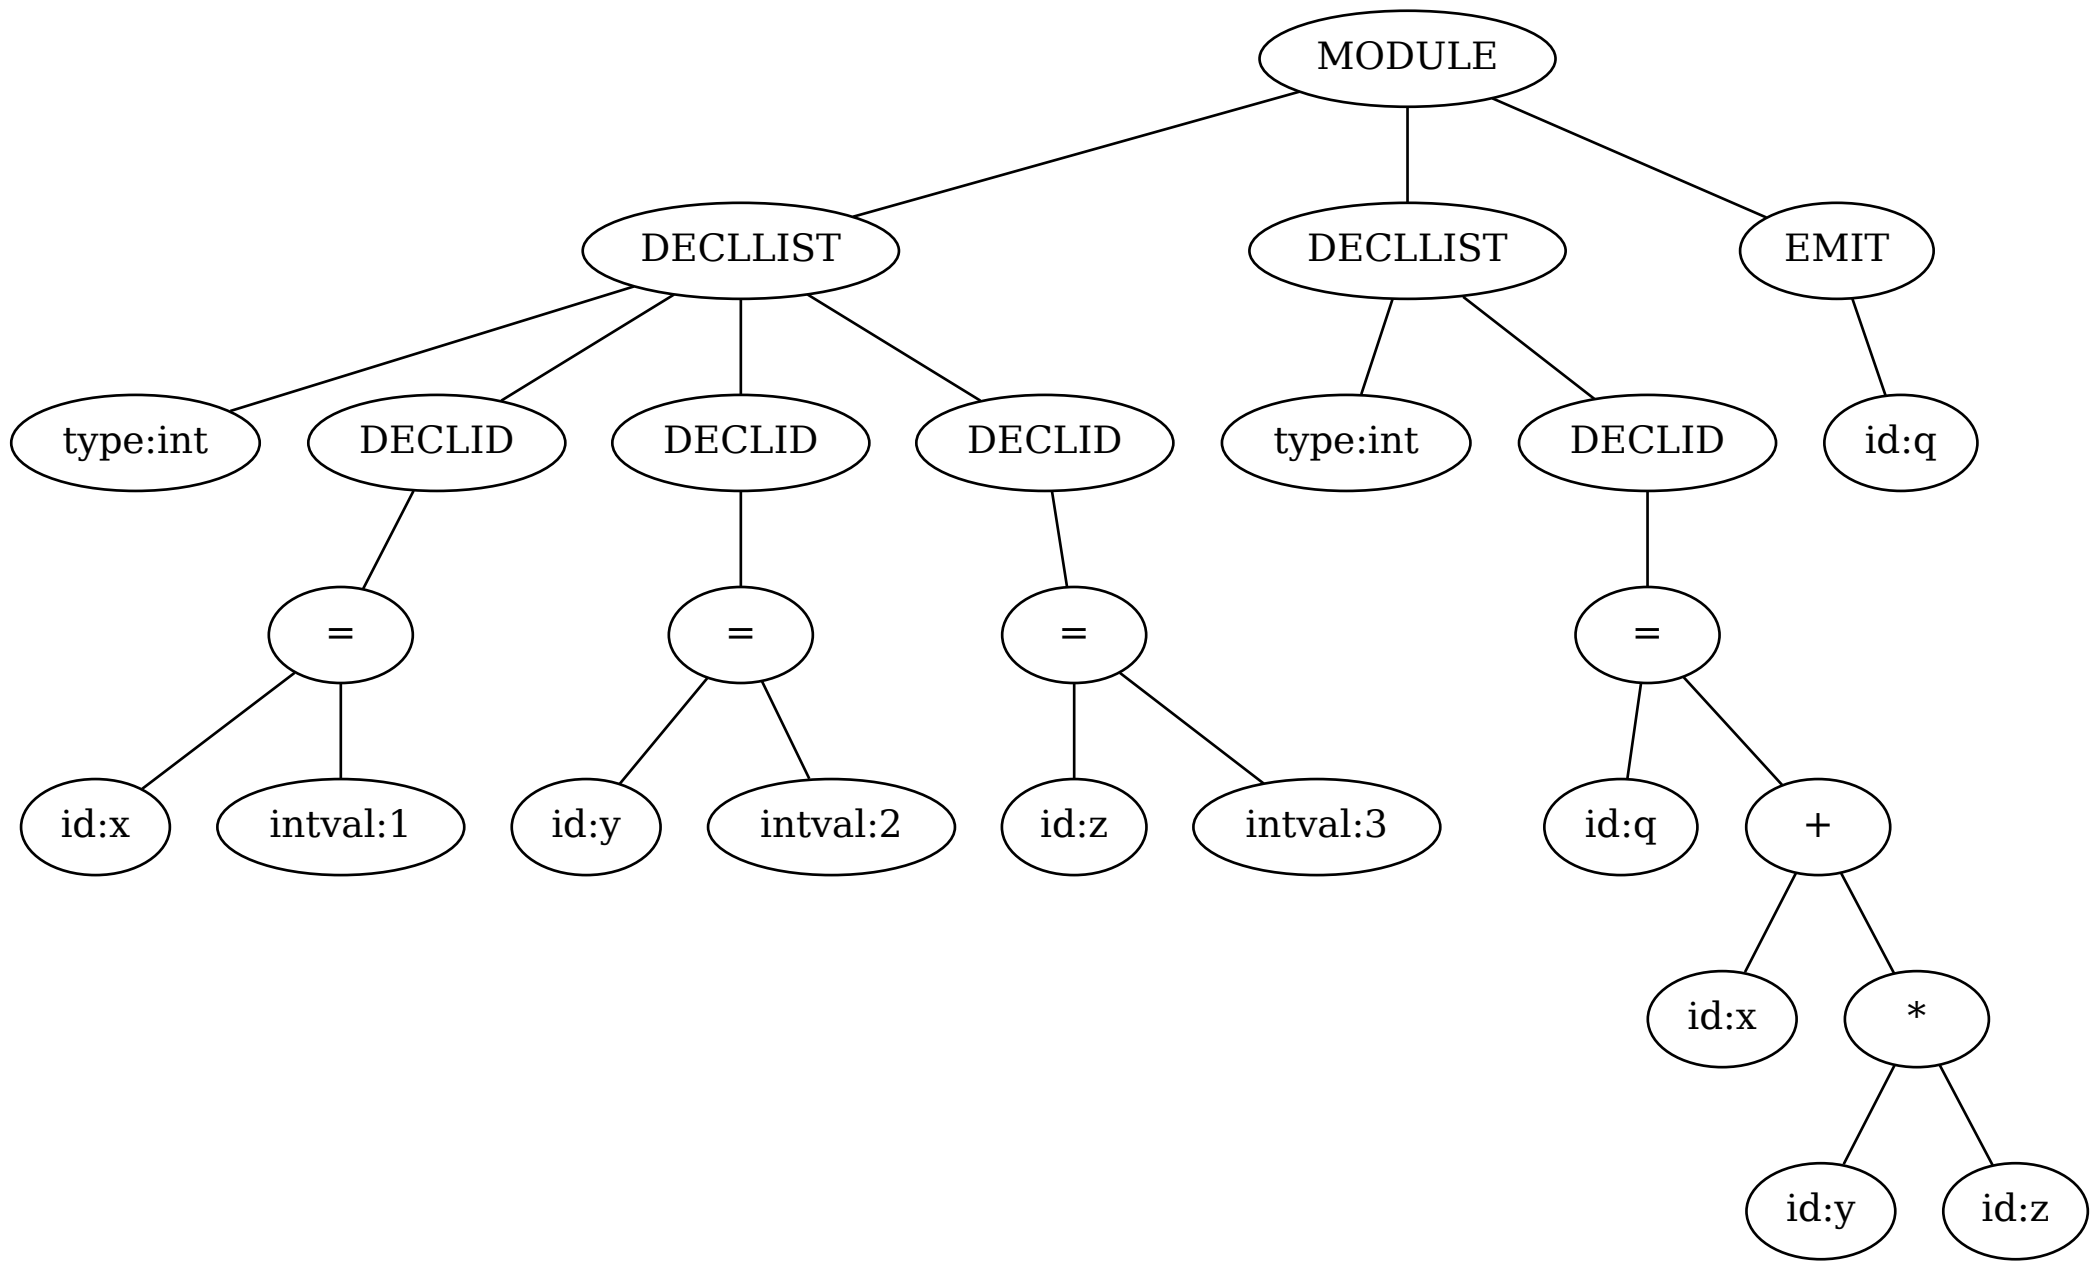 MODULE
DECLLIST DECLLIST EMIT
type:int DECLID DECLID DECLID type:int DECLID id:q
= = = =
id:x intval:1 id:y intval:2 id:z intval:3 id:q +
id:x *
id:y id:z